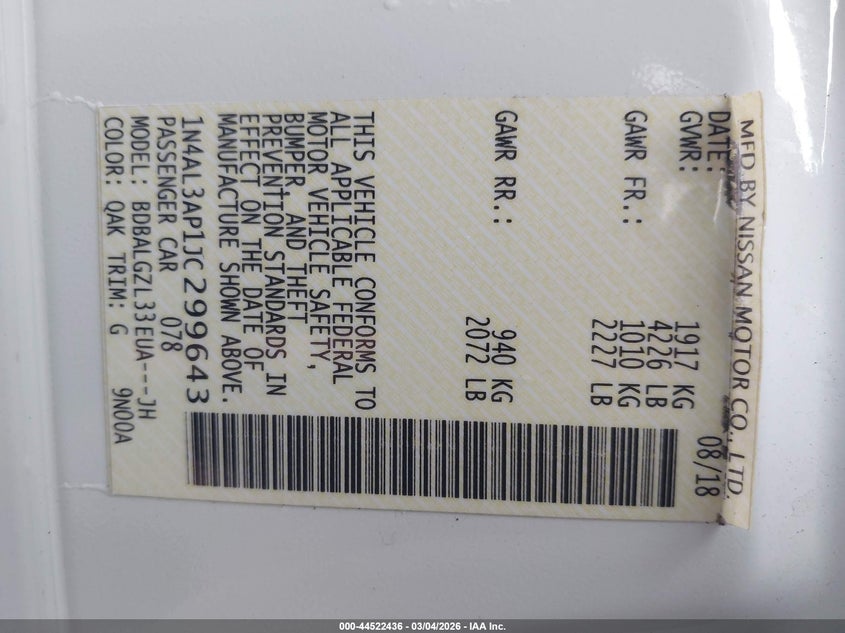 MFD BY NISSAN MOTOR CO., LTD.
DATE: 08/18
GVWR: 1917 KG
4226 LB
GAWR FR.: 1010 KG
2227 LB
GAWR RR.: 940 KG
2072 LB
THIS VEHICLE CONFORMS TO
ALL APPLICABLE FEDERAL
MOTOR VEHICLE SAFETY,
BUMPER, AND THEFT
PREVENTION STANDARDS IN
EFFECT ON THE DATE OF
MANUFACTURE SHOWN ABOVE.
1N4AL3AP1JC299643
PASSENGER CAR 078
MODEL: BDBALGZL33EUA---JH
COLOR: QAK TRIM: G 9N00A
000-44522436 - 03/04/2026 - IAA Inc.